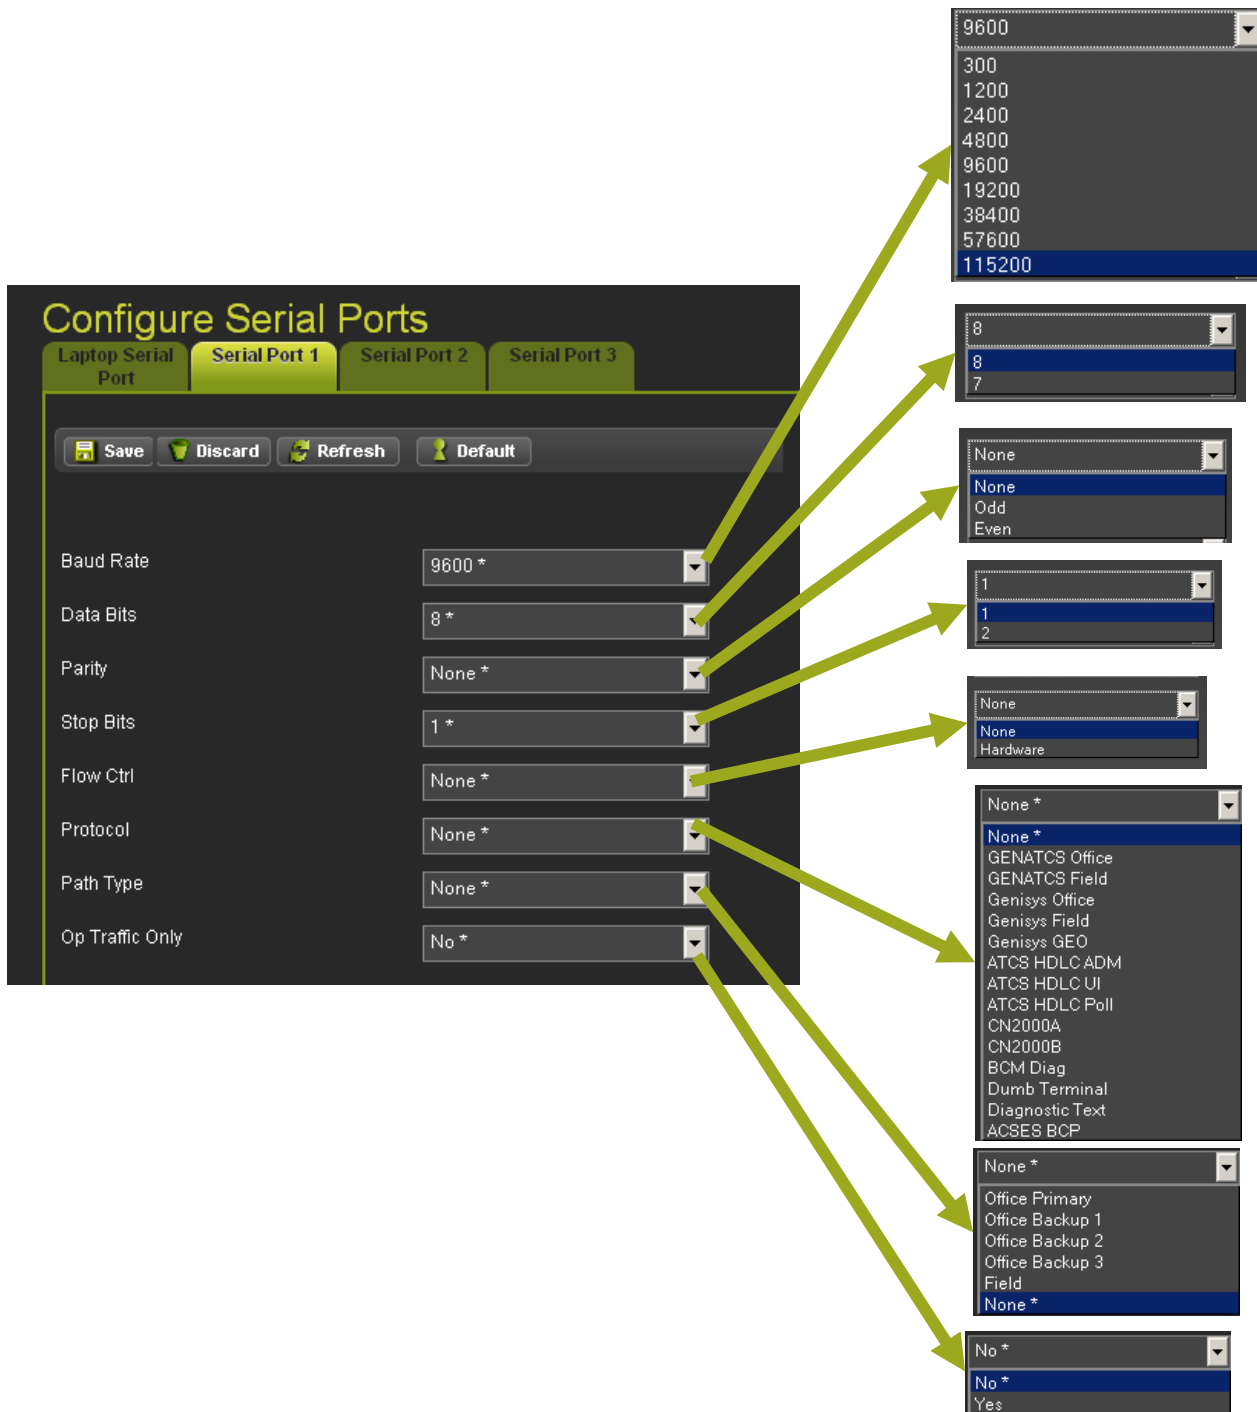 Configure Serial Ports
Laptop Serial Port
Serial Port 1
Serial Port 2
Serial Port 3
Save
Discard
Refresh
Default
Baud Rate
9600 *
Data Bits
8 *
Parity
None *
Stop Bits
1 *
Flow Ctrl
None *
Protocol
None *
Path Type
None *
Op Traffic Only
No *
9600
300
1200
2400
4800
9600
19200
38400
57600
115200
8
8
7
None
None
Odd
Even
1
1
2
None
None
Hardware
None *
None *
GENATCS Office
GENATCS Field
Genisys Office
Genisys Field
Genisys GEO
ATCS HDLC ADM
ATCS HDLC UI
ATCS HDLC Poll
CN2000A
CN2000B
BCM Diag
Dumb Terminal
Diagnostic Text
ACSES BCP
None *
Office Primary
Office Backup 1
Office Backup 2
Office Backup 3
Field
None *
No *
No *
Yes